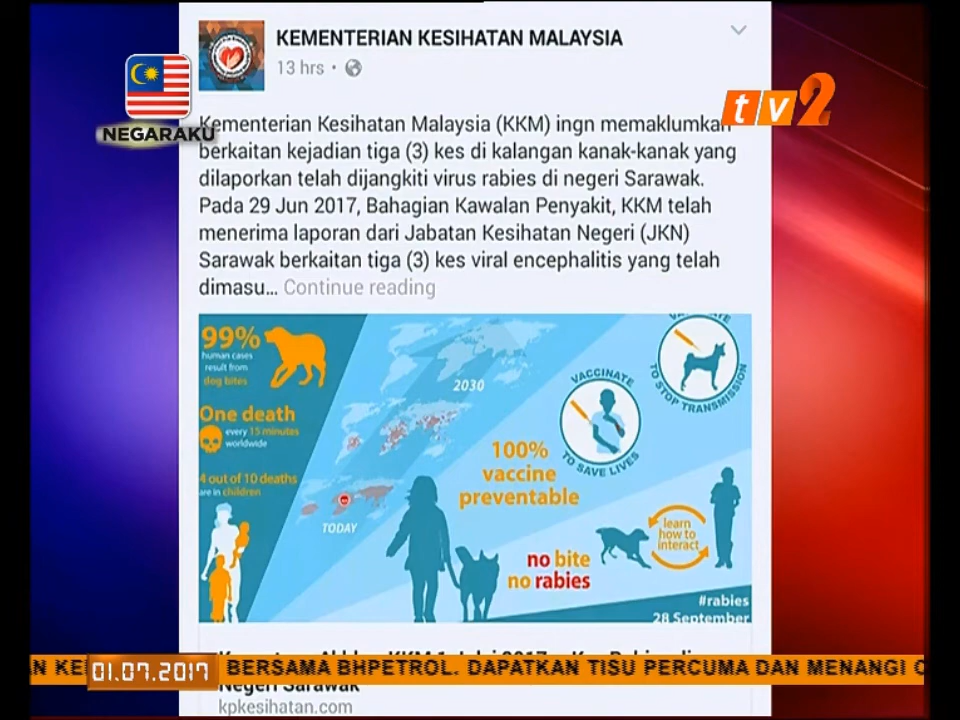 KEMENTERIAN KESIHATAN MALAYSIA
13 hrs
NEGARAKU
tv2
Kementerian Kesihatan Malaysia (KKM) ingn memaklumkan
berkaitan kejadian tiga (3) kes di kalangan kanak-kanak yang
dilaporkan telah dijangkiti virus rabies di negeri Sarawak.
Pada 29 Jun 2017, Bahagian Kawalan Penyakit, KKM telah
menerima laporan dari Jabatan Kesihatan Negeri (JKN)
Sarawak berkaitan tiga (3) kes viral encephalitis yang telah
dimasu... Continue reading
99%
human cases
result from
dog bites
One death
every 15 minutes
worldwide
4 out of 10 deaths
are in children
2030
TODAY
100%
vaccine
preventable
VACCINATE
TO SAVE LIVES
VACCINATE
TO STOP TRANSMISSION
no bite
no rabies
learn
how to
interact
#rabies
28 September
AN KE
01.07.2017
BERSAMA BHPETROL. DAPATKAN TISU PERCUMA DAN MENANGI
Negeri Sarawak
kpkesihatan.com